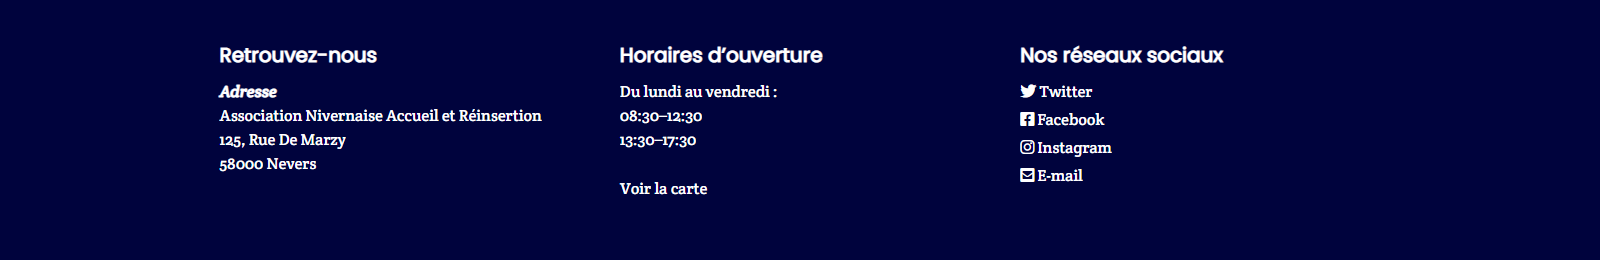 Retrouvez-nous
Adresse
Association Nivernaise Accueil et Réinsertion
125, Rue De Marzy
58000 Nevers
Horaires d’ouverture
Du lundi au vendredi :
08:30–12:30
13:30–17:30
Voir la carte
Nos réseaux sociaux
Twitter
Facebook
Instagram
E-mail